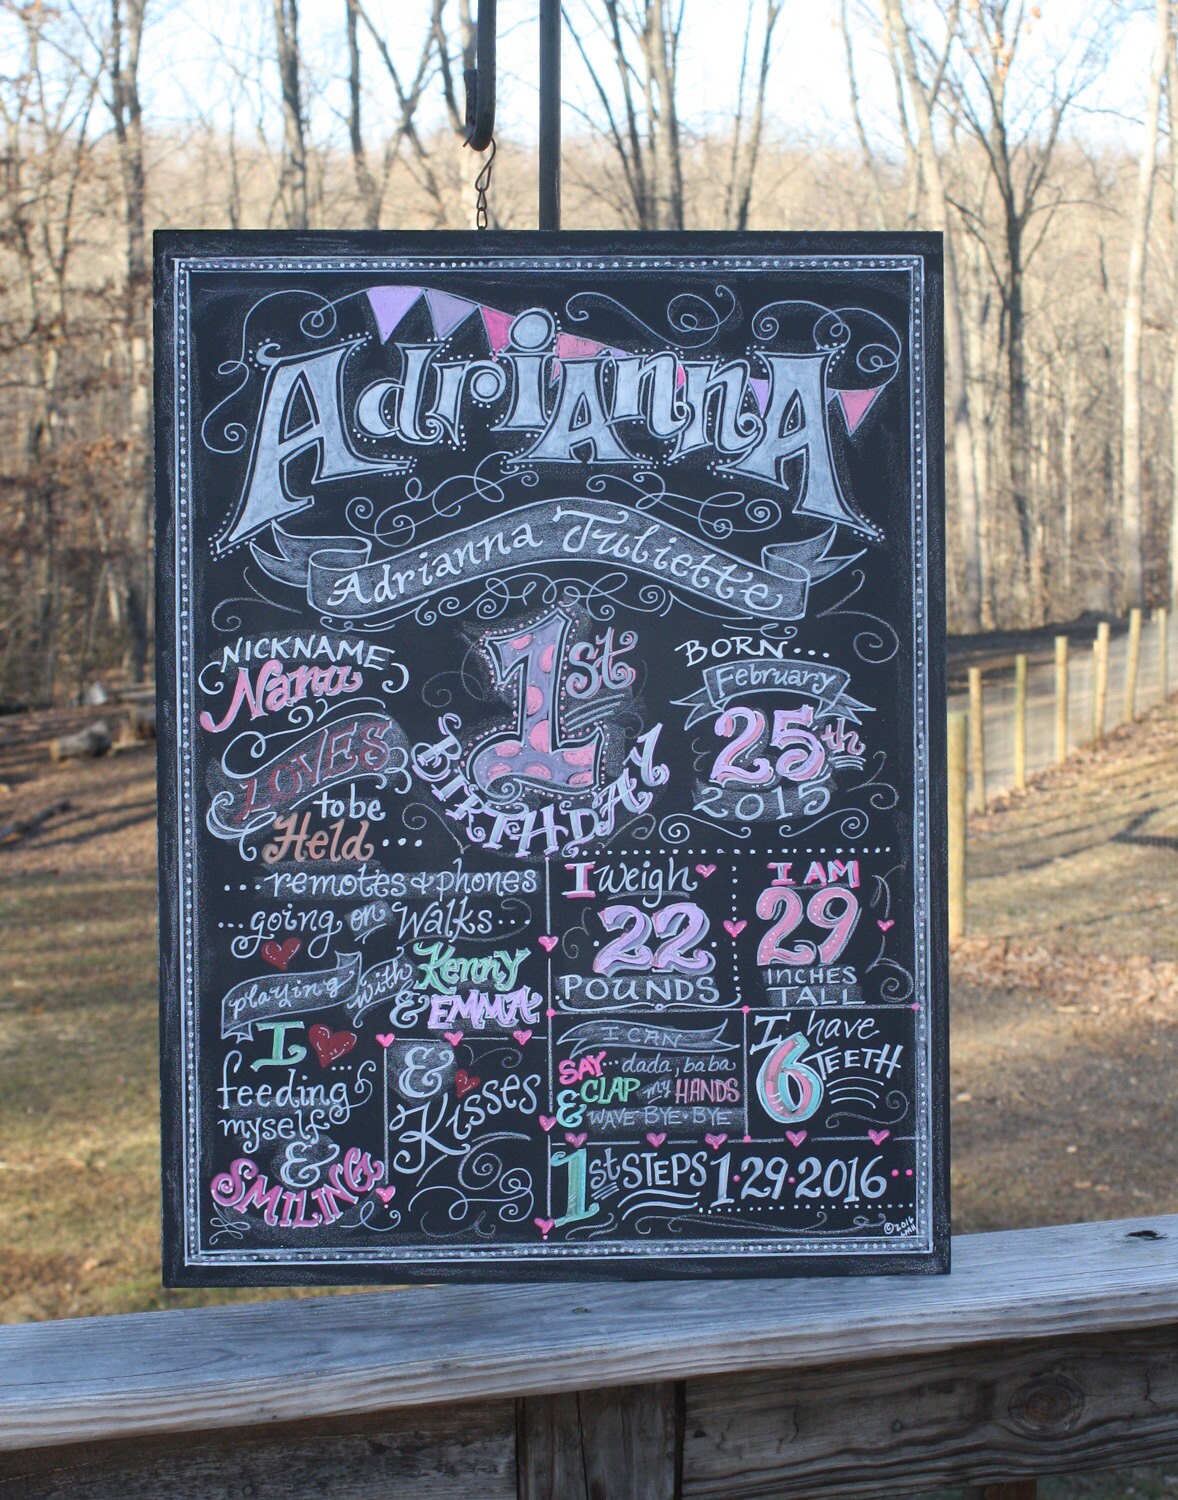 AdriAnnA
Adrianna Juliette
NICKNAME
Nana
LOVES
to be
Held...
...remotes & phones
...going on Walks...
playing with Kenny
& EMMA
I ...
feeding
myself
&
SMILING
&
Kisses
1st
BIRTHDAY
BORN...
February
25th
2015
I weigh
22
POUNDS
I AM
29
INCHES
TALL
I CAN
SAY...dada, baba
CLAP my HANDS
& WAVE BYE-BYE
I have
6 TEETH
1st STEPS 1·29·2016..
©2016